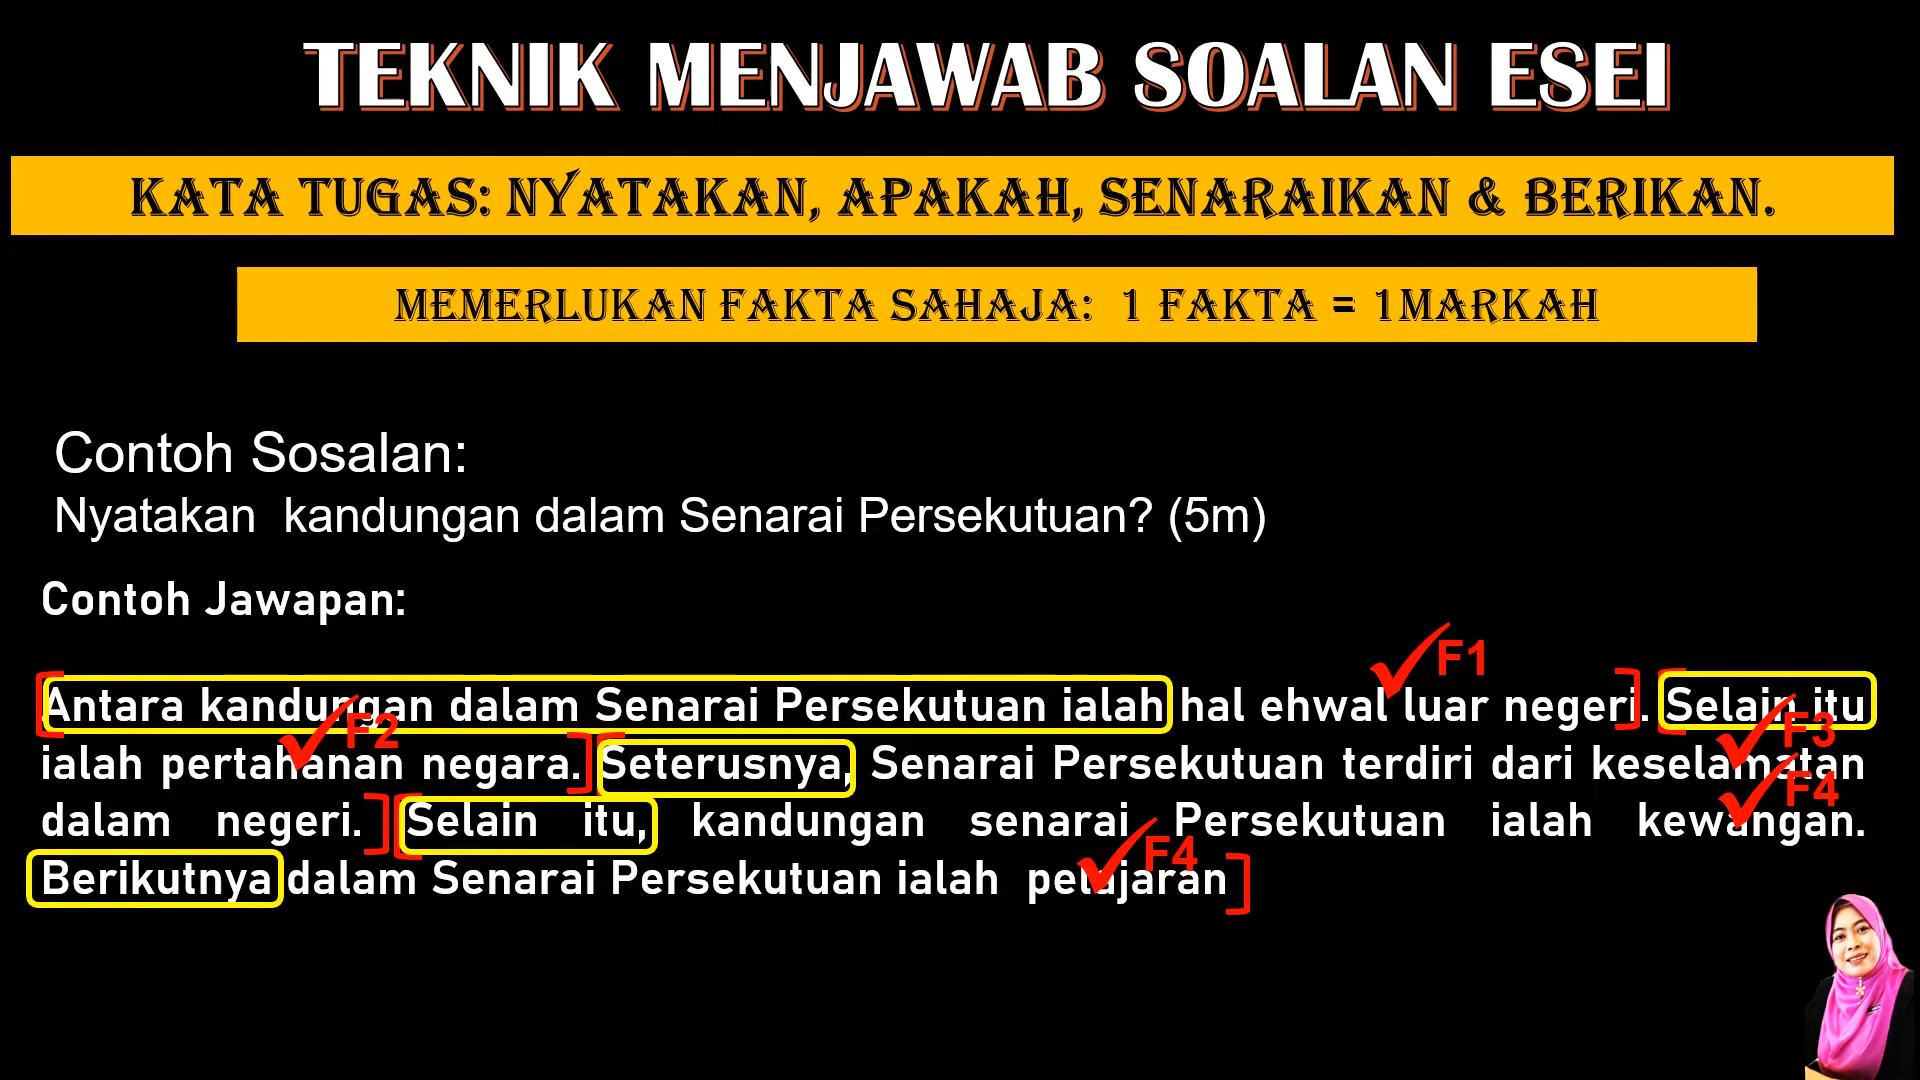 TEKNIK MENJAWAB SOALAN ESEI
KATA TUGAS: NYATAKAN, APAKAH, SENARAIKAN & BERIKAN.
MEMERLUKAN FAKTA SAHAJA: 1 FAKTA = 1MARKAH
Contoh Sosalan:
Nyatakan kandungan dalam Senarai Persekutuan? (5m)
Contoh Jawapan:
F1
Antara kandungan dalam Senarai Persekutuan ialah hal ehwal luar negeri. Selain itu
F2 F3
ialah pertahanan negara. Seterusnya, Senarai Persekutuan terdiri dari keselamatan
F4
dalam negeri. Selain itu, kandungan senarai Persekutuan ialah kewangan.
F4
Berikutnya dalam Senarai Persekutuan ialah pelajaran